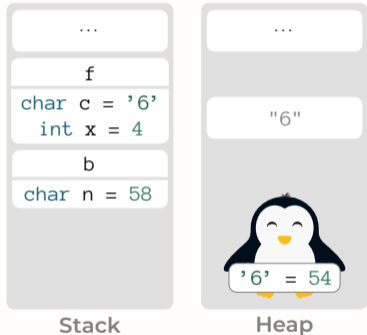 ...
f
char c = '6'
int x = 4
b
char n = 58
Stack
...
"6"
'6' = 54
Heap